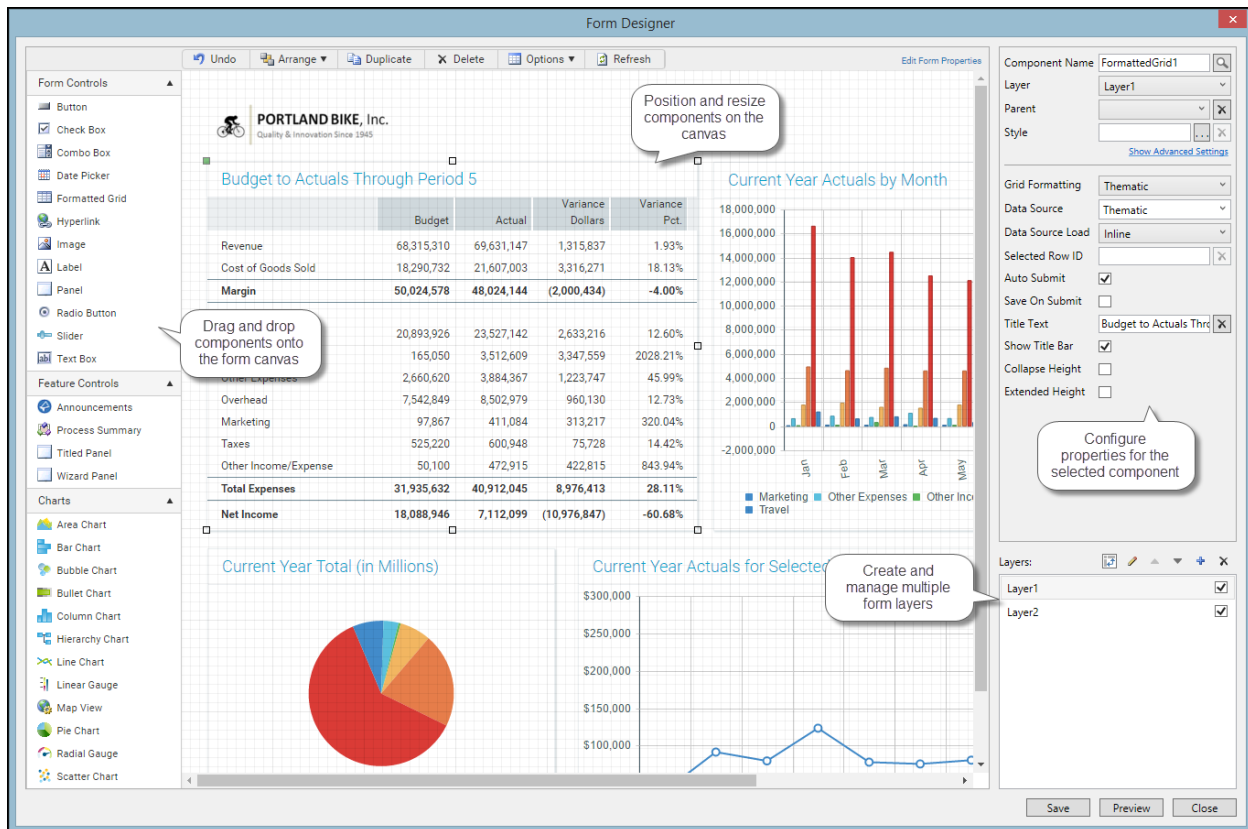 Form Designer
Undo Arrange Duplicate Delete Options Refresh Edit Form Properties
Form Controls
Button
Check Box
Combo Box
Date Picker
Formatted Grid
Hyperlink
Image
A Label
Panel
Radio Button
Slider
ab Text Box
Feature Controls
Announcements
Process Summary
Titled Panel
Wizard Panel
Charts
Area Chart
Bar Chart
Bubble Chart
Bullet Chart
Column Chart
Hierarchy Chart
Line Chart
Linear Gauge
Map View
Pie Chart
Radial Gauge
Scatter Chart
Drag and drop
components onto
the form canvas
PORTLAND BIKE, Inc.
Quality & Innovation Since 1945
Position and resize
components on the
canvas
Budget to Actuals Through Period 5
Budget Actual Variance Dollars Variance Pct.
Revenue 68,315,310 69,631,147 1,315,837 1.93%
Cost of Goods Sold 18,290,732 21,607,003 3,316,271 18.13%
Margin 50,024,578 48,024,144 (2,000,434) -4.00%
20,893,926 23,527,142 2,633,216 12.60%
165,050 3,512,609 3,347,559 2028.21%
Other Expenses 2,660,620 3,884,367 1,223,747 45.99%
Overhead 7,542,849 8,502,979 960,130 12.73%
Marketing 97,867 411,084 313,217 320.04%
Taxes 525,220 600,948 75,728 14.42%
Other Income/Expense 50,100 472,915 422,815 843.94%
Total Expenses 31,935,632 40,912,045 8,976,413 28.11%
Net Income 18,088,946 7,112,099 (10,976,847) -60.68%
Current Year Actuals by Month
18,000,000
16,000,000
14,000,000
12,000,000
10,000,000
8,000,000
6,000,000
4,000,000
2,000,000
0
-2,000,000
Jan Feb Mar Apr May
Marketing Other Expenses Other Inco
Travel
Current Year Total (in Millions)
Current Year Actuals for Selected
$300,000
$250,000
$200,000
$150,000
$100,000
Create and
manage multiple
form layers
Component Name FormattedGrid1
Layer Layer1
Parent
Style ...
Show Advanced Settings
Grid Formatting Thematic
Data Source Thematic
Data Source Load Inline
Selected Row ID
Auto Submit
Save On Submit
Title Text Budget to Actuals Thro
Show Title Bar
Collapse Height
Extended Height
Configure
properties for the
selected component
Layers:
Layer1
Layer2
Save Preview Close